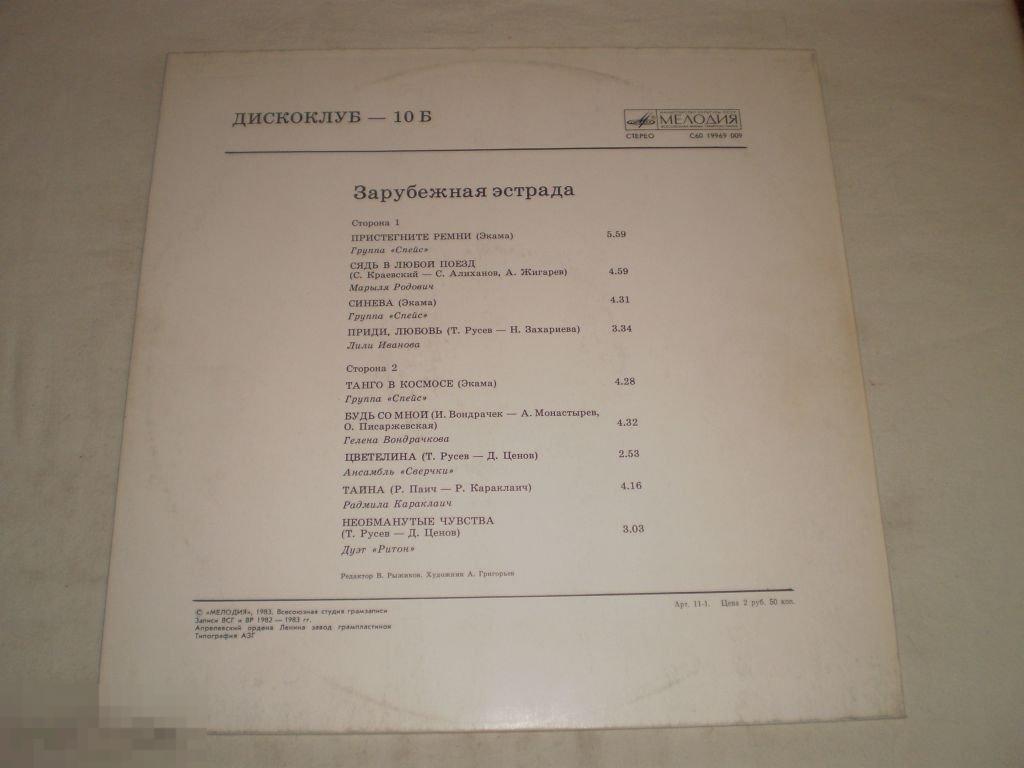 ДИСКОКЛУБ — 10 Б
МЕЛОДИЯ
СТЕРЕО С60 19969 009
Зарубежная эстрада
Сторона 1
ПРИСТЕГНИТЕ РЕМНИ (Экама) 5.59
Группа «Спейс»
СЯДЬ В ЛЮБОЙ ПОЕЗД
(С. Краевский — С. Алиханов, А. Жигарев) 4.59
Марыля Родович
СИНЕВА (Экама) 4.31
Группа «Спейс»
ПРИДИ, ЛЮБОВЬ (Т. Русев — Н. Захариева) 3.34
Лили Иванова
Сторона 2
ТАНГО В КОСМОСЕ (Экама) 4.28
Группа «Спейс»
БУДЬ СО МНОЙ (И. Вондрачек — А. Монастырев,
О. Писаржевская) 4.32
Гелена Вондрачкова
ЦВЕТЕЛИНА (Т. Русев — Д. Ценов) 2.53
Ансамбль «Сверчки»
ТАЙНА (Р. Паич — Р. Караклаич) 4.16
Радмила Караклаич
НЕОБМАНУТЫЕ ЧУВСТВА
(Т. Русев — Д. Ценов) 3.03
Дуэт «Ритон»
Редактор В. Рыжиков. Художник А. Григорьев
© «МЕЛОДИЯ», 1983. Всесоюзная студия грамзаписи
Записи ВСГ и ВР 1982 — 1983 гг.
Апрелевский ордена Ленина завод грампластинок
Типография АЗГ
Арт. 11-1. Цена 2 руб. 50 коп.